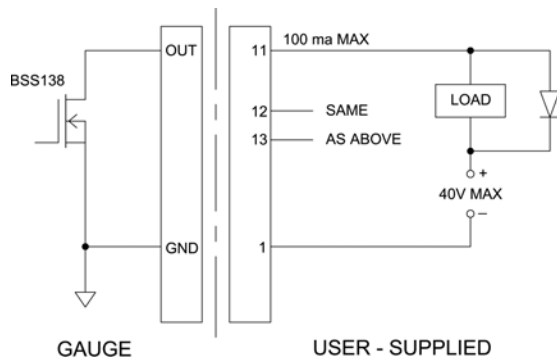 OUT
11
100 ma MAX
BSS138
LOAD
12
SAME
13
AS ABOVE
+
40V MAX
–
GND
1
GAUGE
USER - SUPPLIED